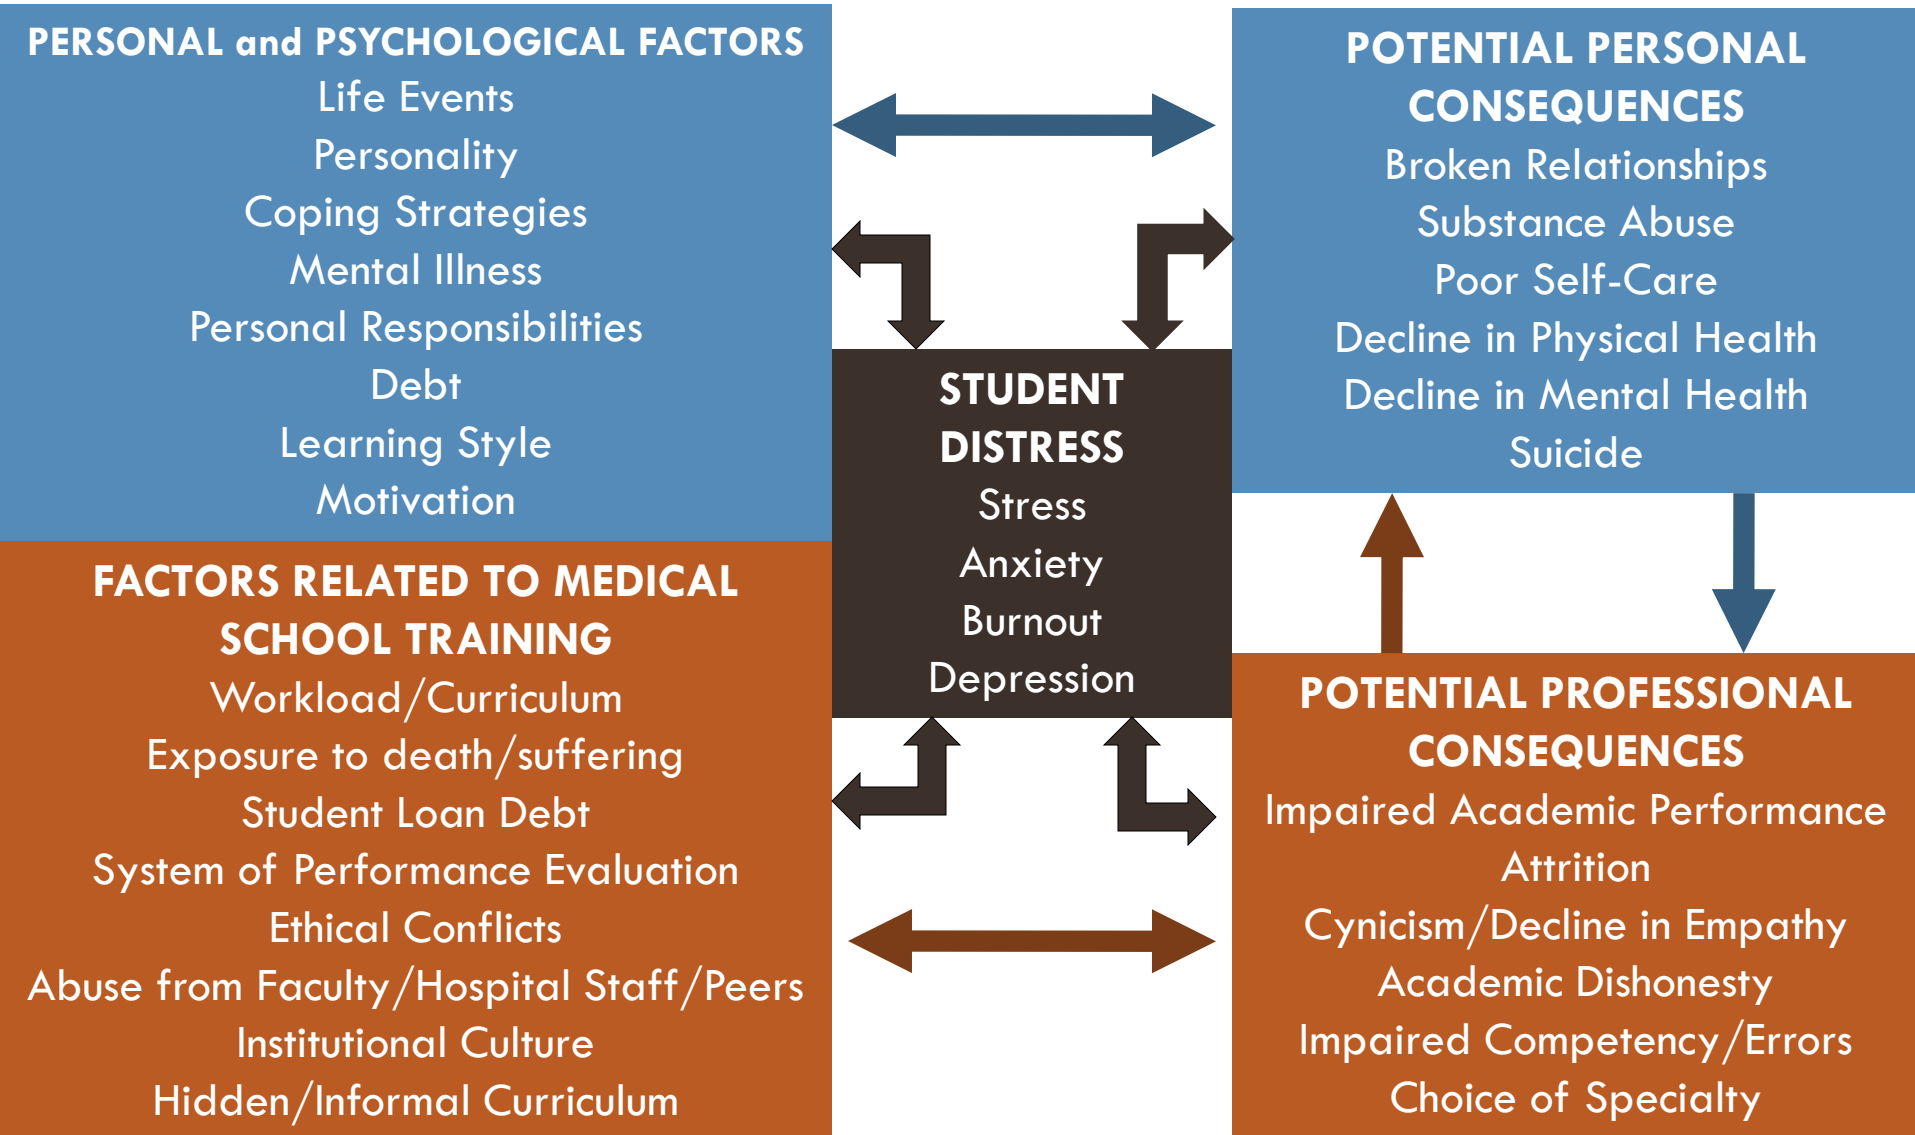 PERSONAL and PSYCHOLOGICAL FACTORS
Life Events
Personality
Coping Strategies
Mental Illness
Personal Responsibilities
Debt
Learning Style
Motivation
FACTORS RELATED TO MEDICAL
SCHOOL TRAINING
Workload/Curriculum
Exposure to death/suffering
Student Loan Debt
System of Performance Evaluation
Ethical Conflicts
Abuse from Faculty/Hospital Staff/Peers
Institutional Culture
Hidden/Informal Curriculum
STUDENT
DISTRESS
Stress
Anxiety
Burnout
Depression
POTENTIAL PERSONAL
CONSEQUENCES
Broken Relationships
Substance Abuse
Poor Self-Care
Decline in Physical Health
Decline in Mental Health
Suicide
POTENTIAL PROFESSIONAL
CONSEQUENCES
Impaired Academic Performance
Attrition
Cynicism/Decline in Empathy
Academic Dishonesty
Impaired Competency/Errors
Choice of Specialty